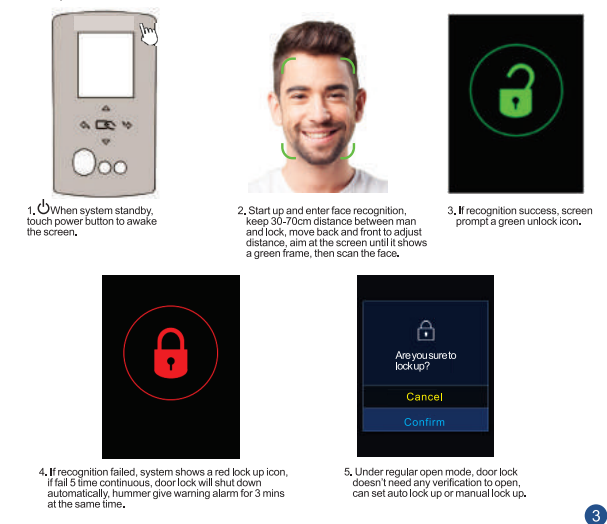 1. When system standby,
touch power button to awake
the screen.
2. Start up and enter face recognition,
keep 30-70cm distance between man
and lock, move back and front to adjust
distance, aim at the screen until it shows
a green frame, then scan the face.
3. If recognition success, screen
prompt a green unlock icon.
Are you sure to
lock up?
Cancel
Confirm
4. If recognition failed, system shows a red lock up icon,
if fail 5 time continuous, door lock will shut down
automatically, hummer give warning alarm for 3 mins
at the same time.
5. Under regular open mode, door lock
doesn't need any verification to open,
can set auto lock up or manual lock up.
3